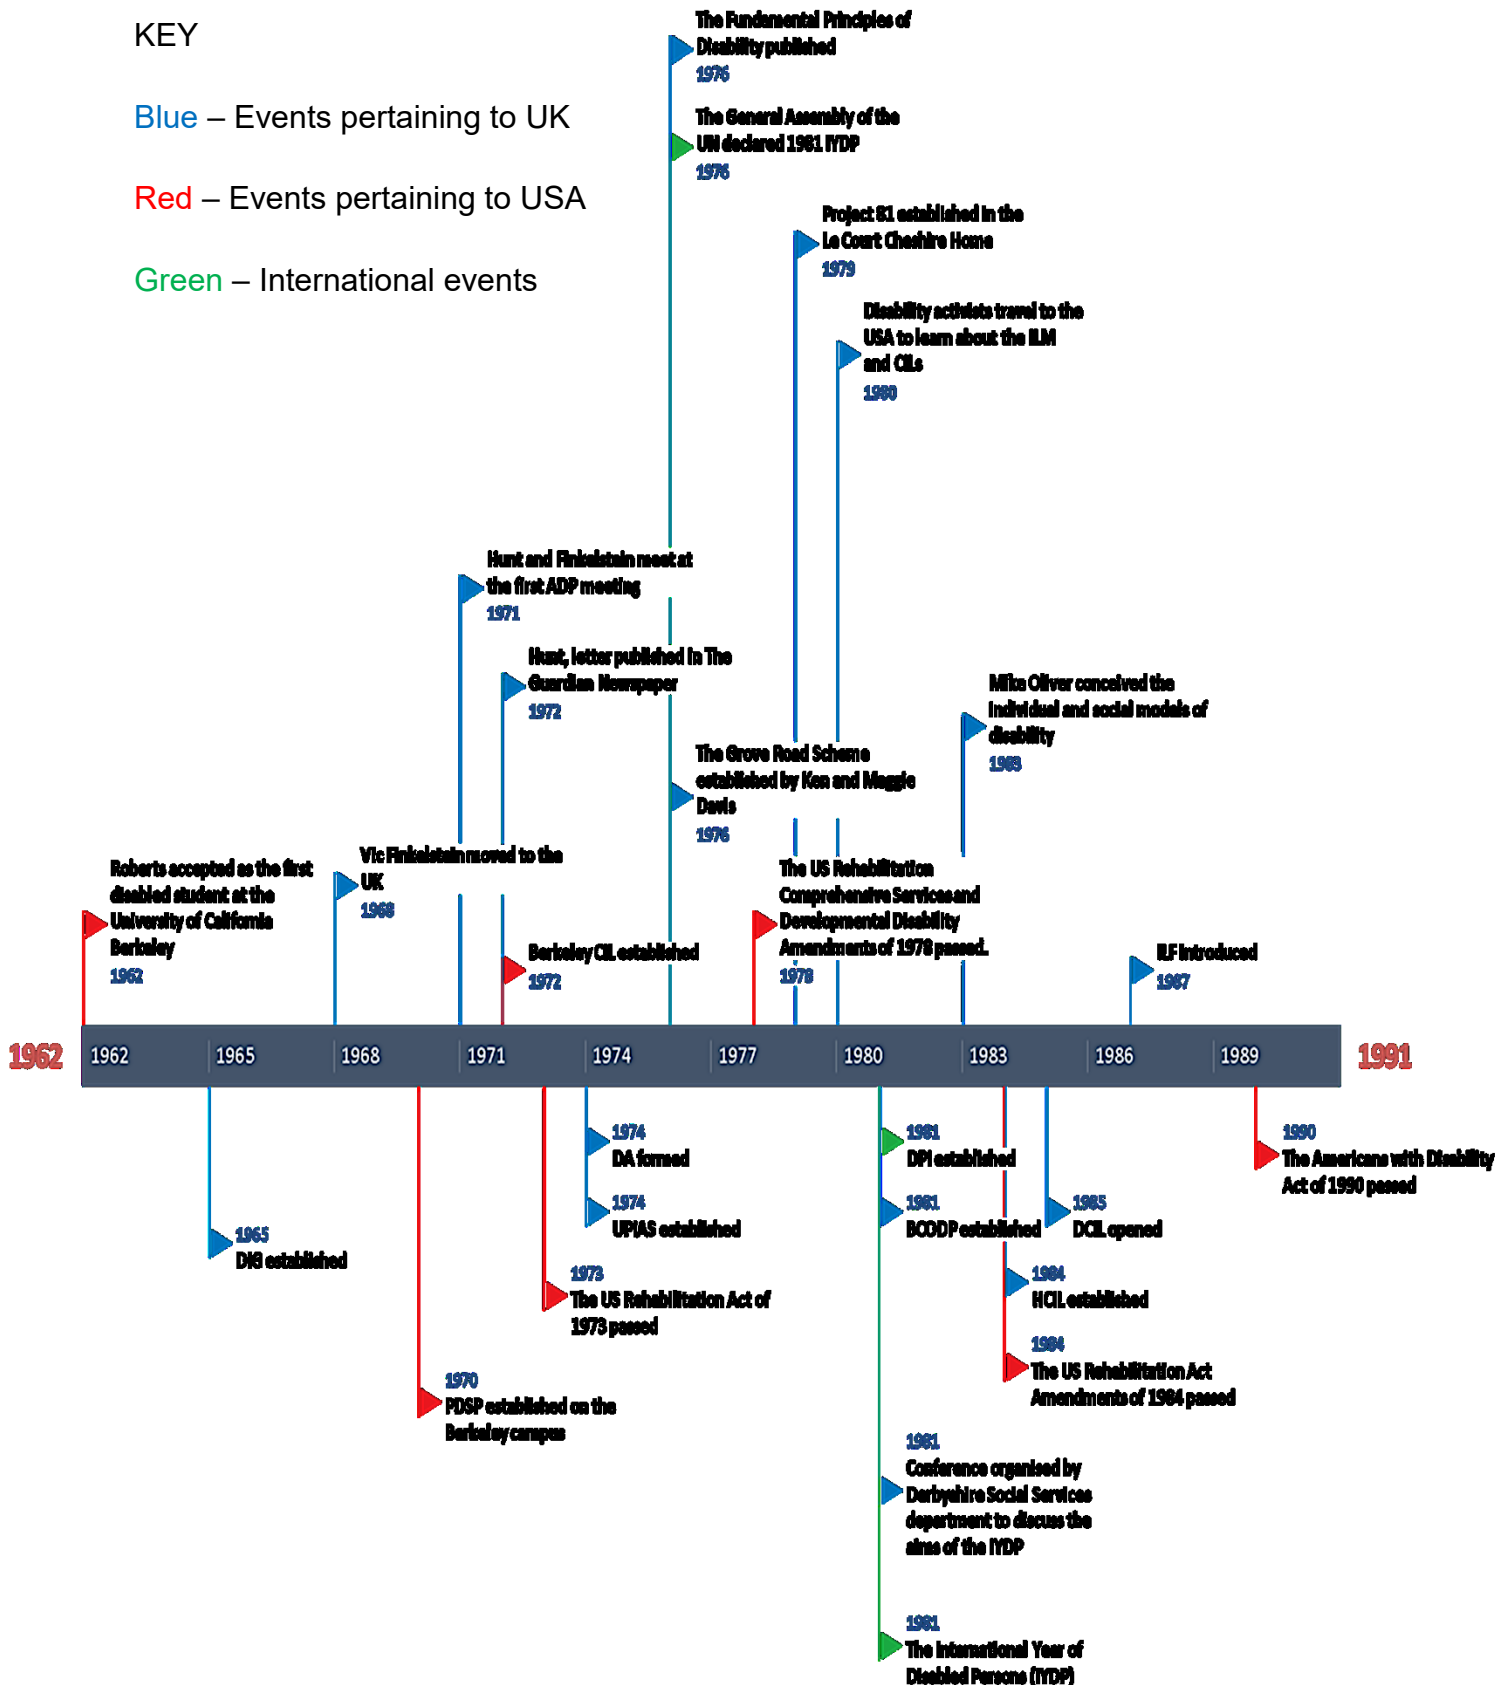 KEY
Blue – Events pertaining to UK
Red – Events pertaining to USA
Green – International events
The Fundamental Principles of
Disability published
1976
The General Assembly of the
UN declared 1981 IYDP
1976
Project 81 established in the
Le Court Cheshire Home
1979
Disability activists travel to the
USA to learn about the ILM
and CILs
1980
Hunt and Finkelstein meet at
the first ADP meeting
1971
Hunt, letter published in The
Guardian Newspaper
1972
Mike Oliver conceived the
individual and social models of
disability
1983
The Grove Road Scheme
established by Ken and Maggie
Davis
1976
Vic Finkelstein moved to the
UK
1968
Roberts accepted as the first
disabled student at the
University of California
Berkeley
1962
The US Rehabilitation
Comprehensive Services and
Developmental Disability
Amendments of 1978 passed.
1978
Berkeley CIL established
1972
ILF introduced
1987
1962
1962 1965 1968 1971 1974 1977 1980 1983 1986 1989
1991
1974
DA formed
1974
UPIAS established
1981
DPI established
1981
BCODP established
1985
DCIL opened
1990
The Americans with Disability
Act of 1990 passed
1965
DIG established
1973
The US Rehabilitation Act of
1973 passed
1984
HCIL established
1984
The US Rehabilitation Act
Amendments of 1984 passed
1970
PDSP established on the
Berkeley campus
1981
Conference organised by
Derbyshire Social Services
department to discuss the
aims of the IYDP
1981
The International Year of
Disabled Persons (IYDP)